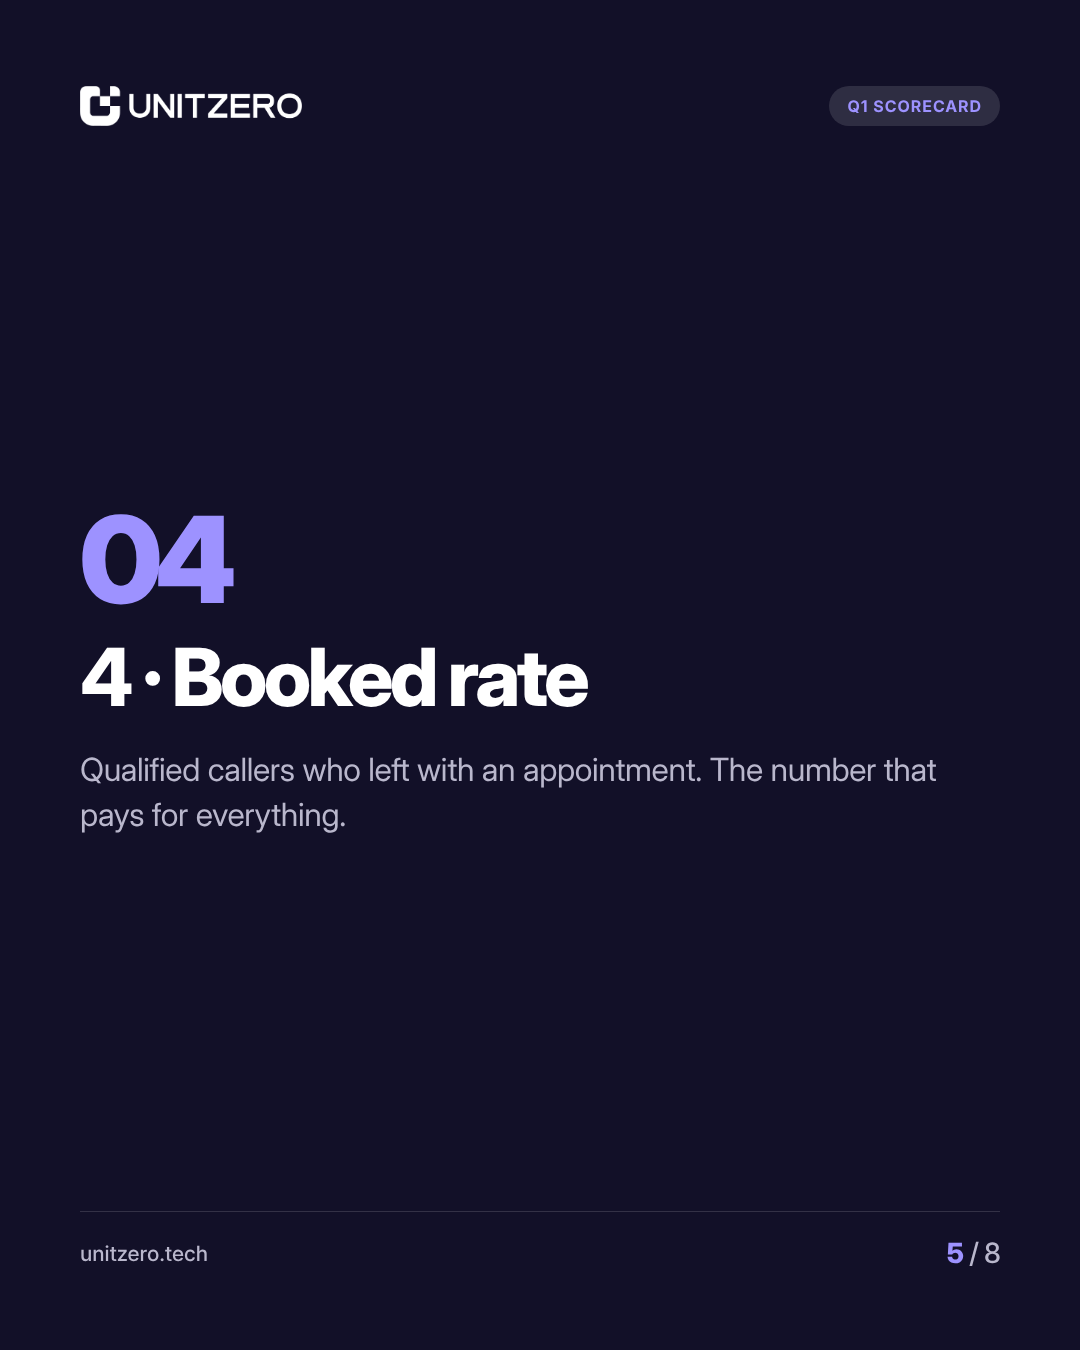 UNITZERO
Q1 SCORECARD
04
4 · Booked rate
Qualified callers who left with an appointment. The number that
pays for everything.
unitzero.tech
5 / 8